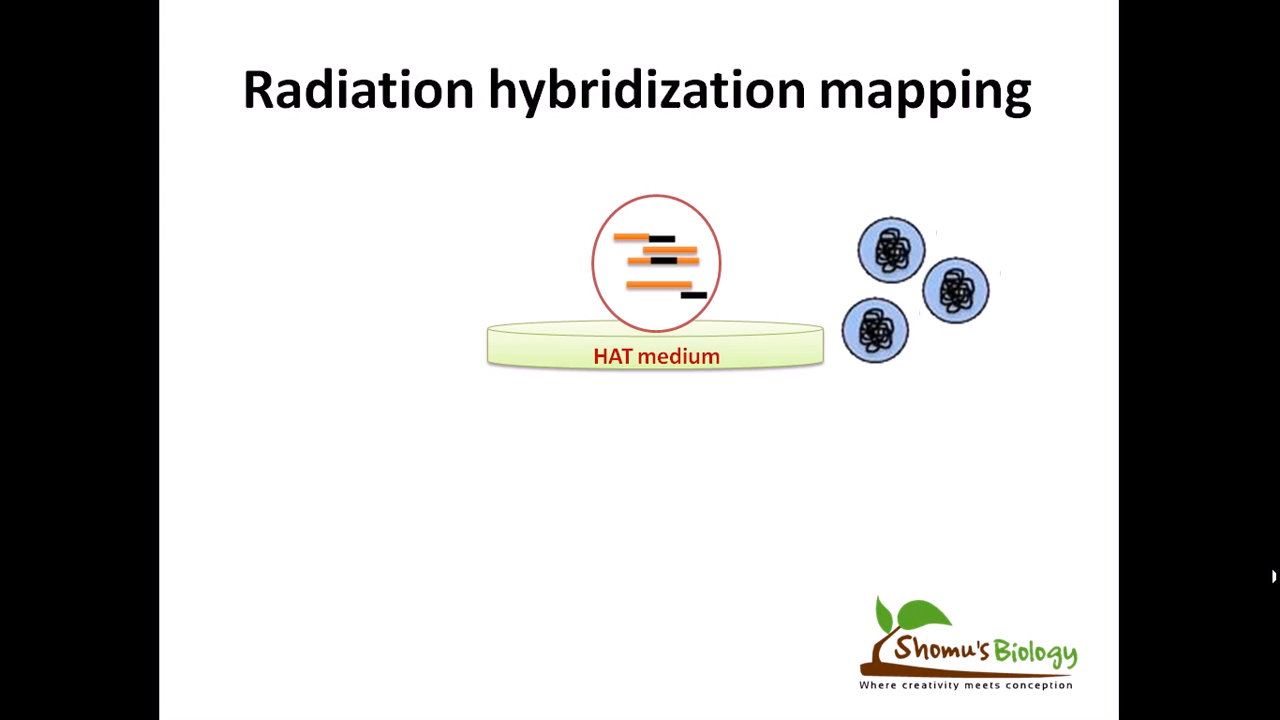 Radiation hybridization mapping
HAT medium
Shomu's Biology
Where creativity meets conception